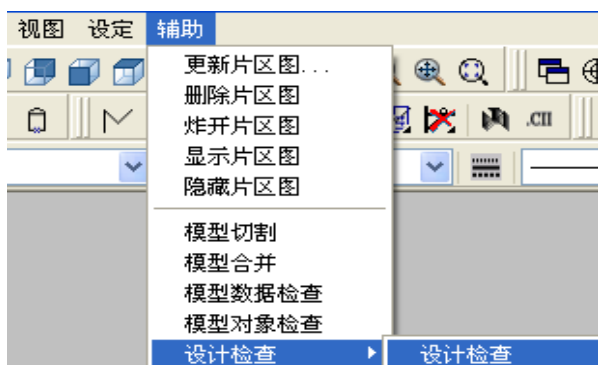 视图 设定 辅助
更新片区图...
删除片区图
.CII
炸开片区图
显示片区图
隐藏片区图
模型切割
模型合并
模型数据检查
模型对象检查
设计检查 设计检查